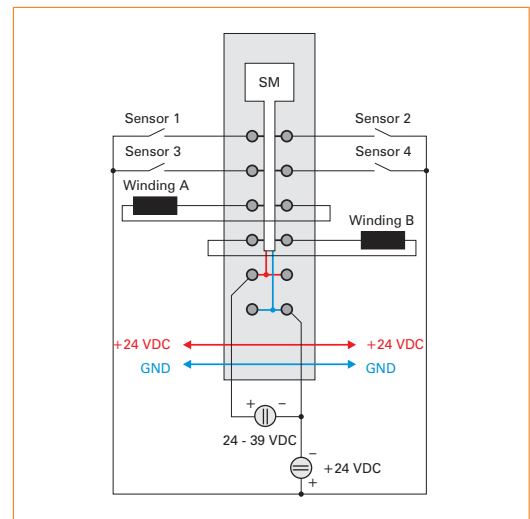 SM
Sensor 1
Sensor 2
Sensor 3
Sensor 4
Winding A
Winding B
+24 VDC
+24 VDC
GND
GND
+ −
24 - 39 VDC
−
+24 VDC
+